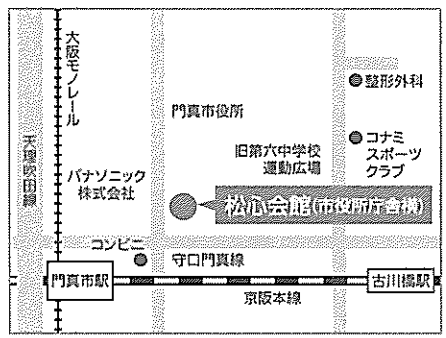 大阪モノレール
天理吹田線
門真市役所
整形外科
旧第六中学校
運動広場
コナミ
スポーツ
クラブ
パナソニック
株式会社
松心会館(市役所庁舎横)
コンビニ
守口門真線
門真市駅
古川橋駅
京阪本線